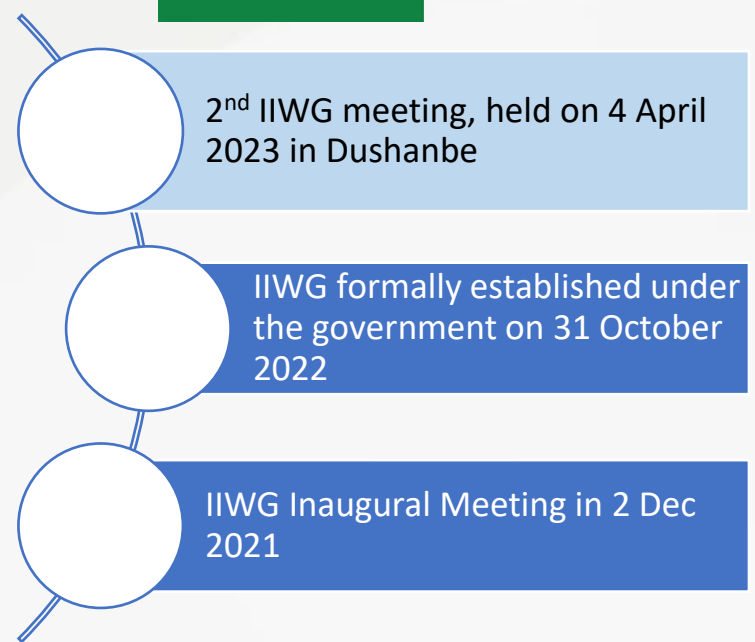 2nd IIWG meeting, held on 4 April
2023 in Dushanbe
IIWG formally established under
the government on 31 October
2022
IIWG Inaugural Meeting in 2 Dec
2021